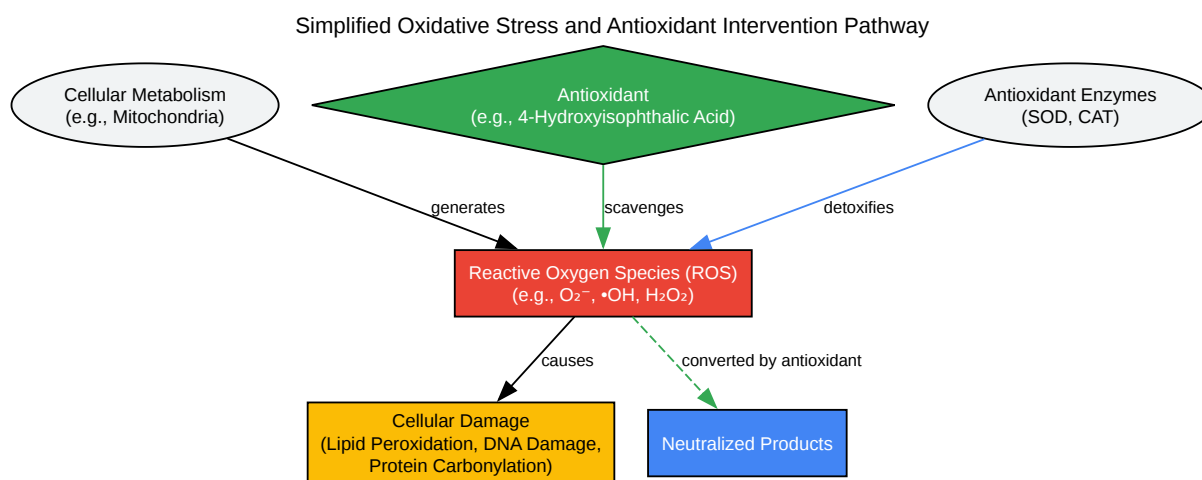 Simplified Oxidative Stress and Antioxidant Intervention Pathway
Cellular Metabolism
(e.g., Mitochondria)
Antioxidant
(e.g., 4-Hydroxyisophthalic Acid)
Antioxidant Enzymes
(SOD, CAT)
generates
scavenges
detoxifies
Reactive Oxygen Species (ROS)
(e.g., O₂⁻, •OH, H₂O₂)
causes
converted by antioxidant
Cellular Damage
(Lipid Peroxidation, DNA Damage,
Protein Carbonylation)
Neutralized Products